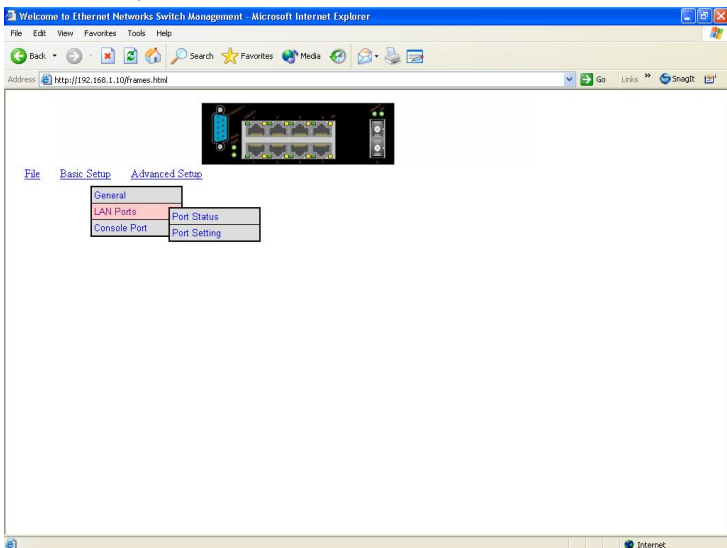 Welcome to Ethernet Networks Switch Management - Microsoft Internet Explorer
File Edit View Favorites Tools Help
Back Search Favorites Media
Address http://192.168.1.10/frames.html Go Links » SnagIt
File Basic Setup Advanced Setup
General
LAN Ports
Port Status
Console Port
Port Setting
Internet